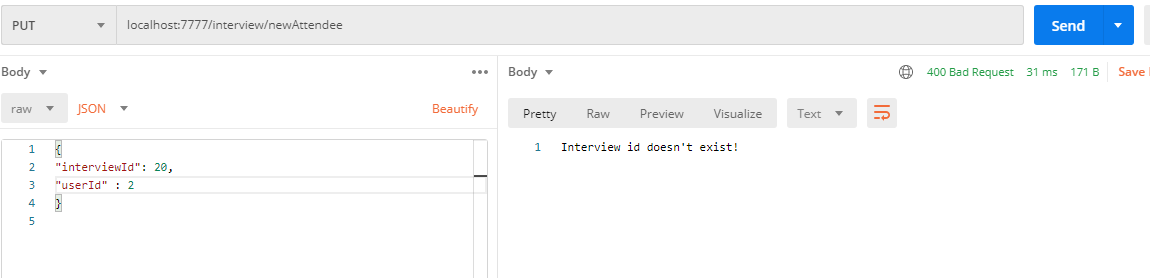 PUT localhost:7777/interview/newAttendee Send
Body ••• Body 400 Bad Request 31 ms 171 B Save
raw JSON Beautify Pretty Raw Preview Visualize Text
1 {
2 "interviewId": 20,
3 "userId" : 2
4 }
5
1 Interview id doesn't exist!